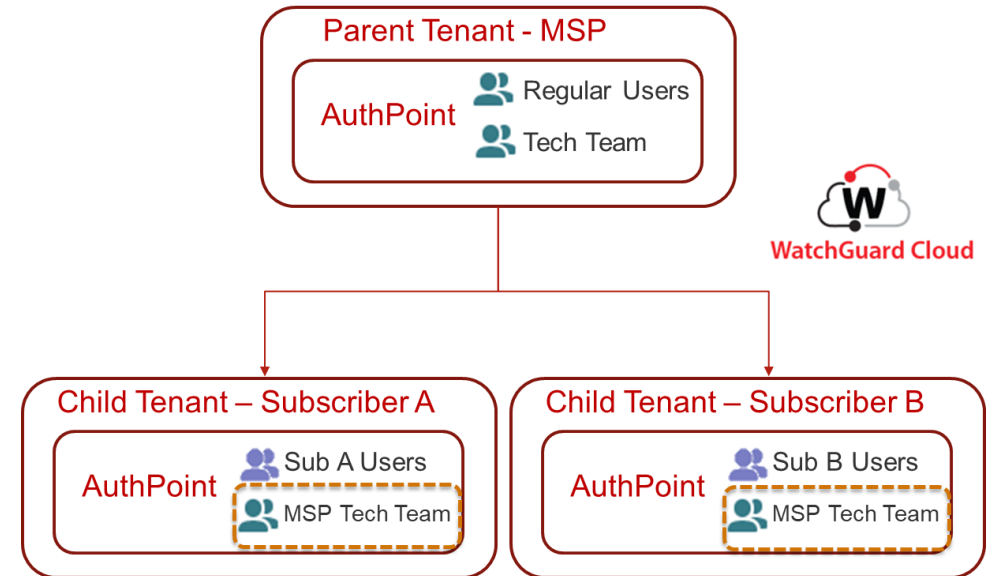 Parent Tenant - MSP
AuthPoint
Regular Users
Tech Team
W
WatchGuard Cloud
Child Tenant – Subscriber A
AuthPoint
Sub A Users
MSP Tech Team
Child Tenant – Subscriber B
AuthPoint
Sub B Users
MSP Tech Team